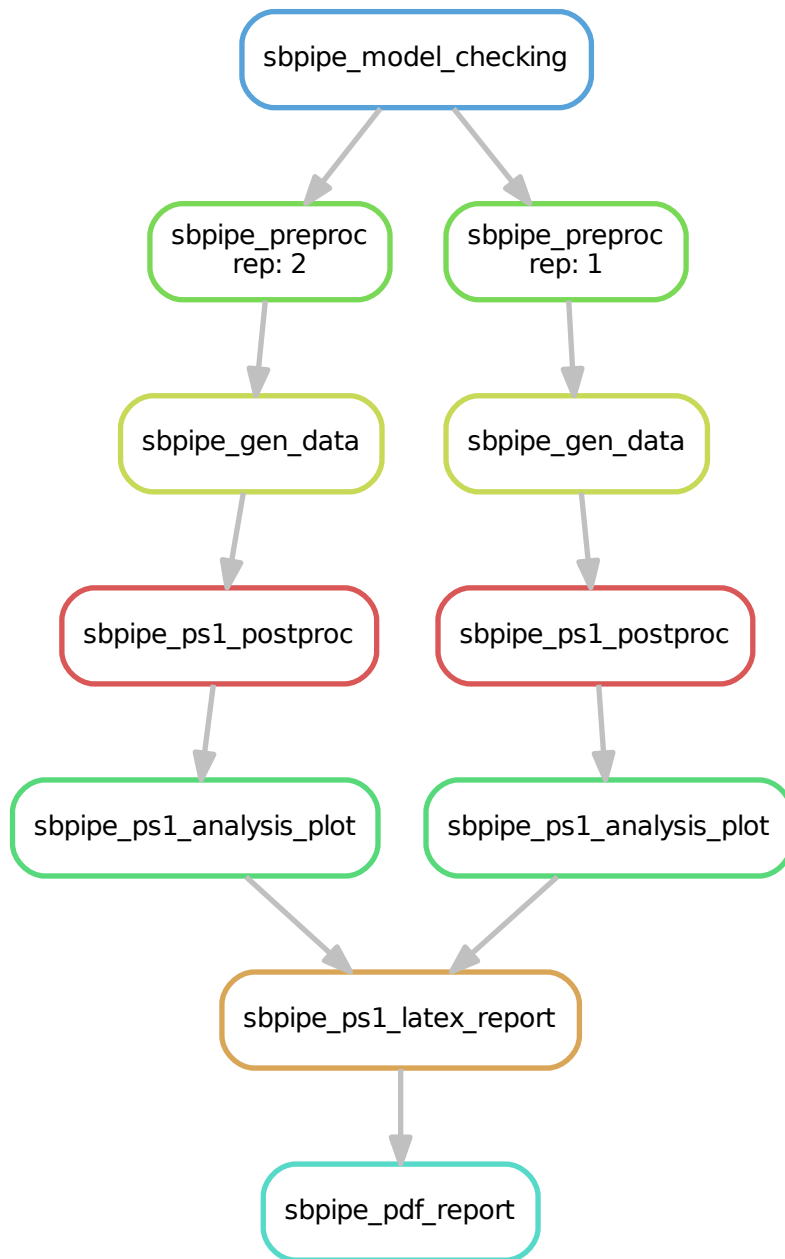 sbpipe_model_checking
sbpipe_preproc
rep: 2
sbpipe_preproc
rep: 1
sbpipe_gen_data
sbpipe_gen_data
sbpipe_ps1_postproc
sbpipe_ps1_postproc
sbpipe_ps1_analysis_plot
sbpipe_ps1_analysis_plot
sbpipe_ps1_latex_report
sbpipe_pdf_report